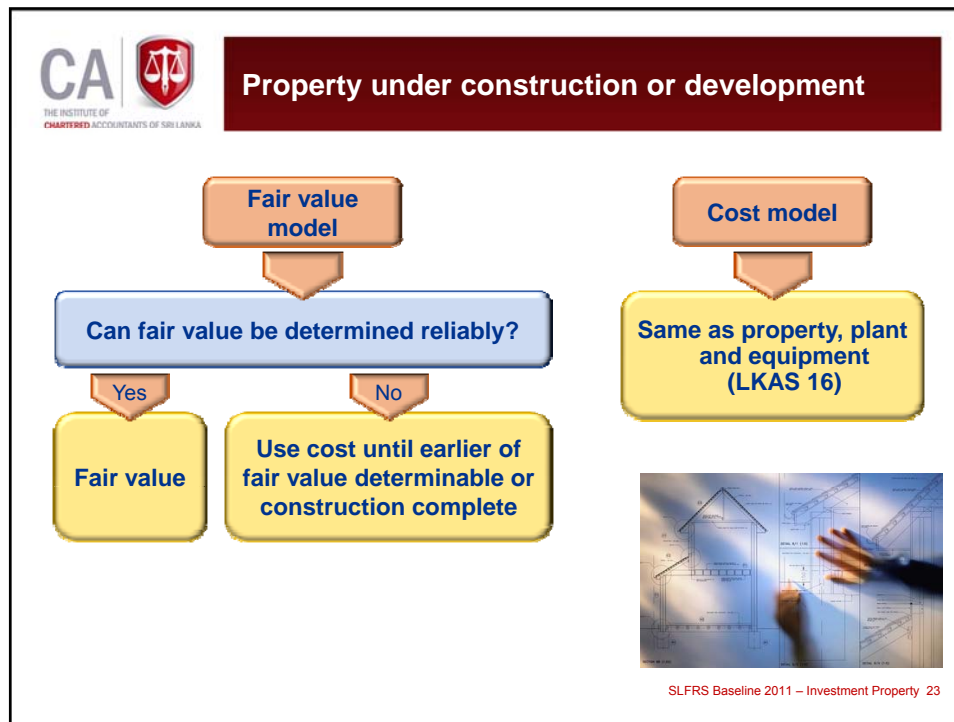 CA
THE INSTITUTE OF
CHARTERED ACCOUNTANTS OF SRI LANKA
Property under construction or development
Fair value
model
Can fair value be determined reliably?
Yes
No
Fair value
Use cost until earlier of
fair value determinable or
construction complete
Cost model
Same as property, plant
and equipment
(LKAS 16)
SLFRS Baseline 2011 – Investment Property 23